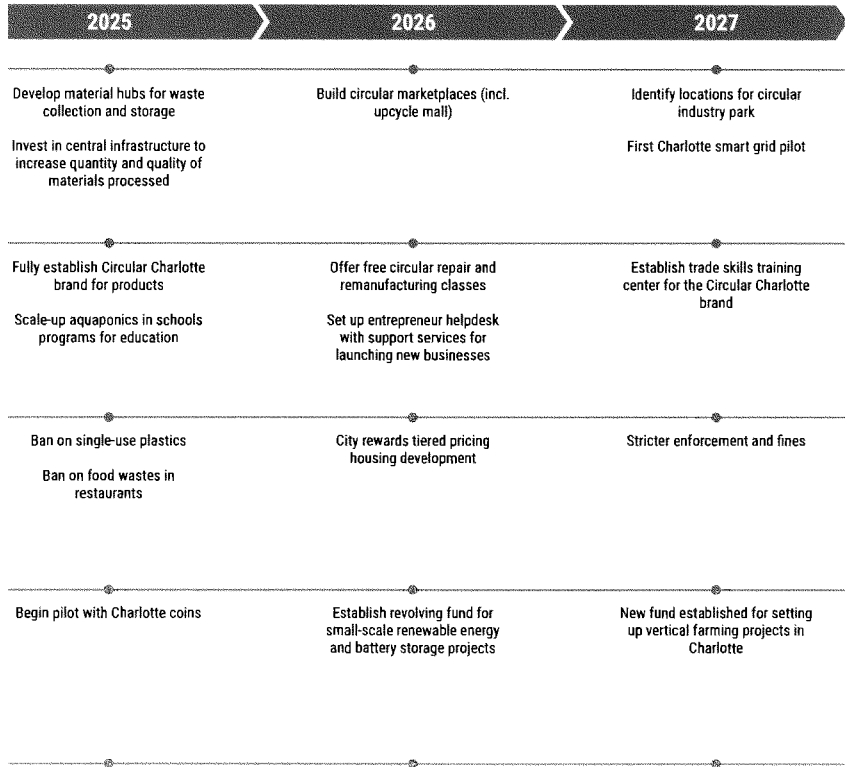 2025
2026
2027
Develop material hubs for waste
collection and storage
Invest in central infrastructure to
increase quantity and quality of
materials processed
Build circular marketplaces (incl.
upcycle mall)
Identify locations for circular
industry park
First Charlotte smart grid pilot
Fully establish Circular Charlotte
brand for products
Scale-up aquaponics in schools
programs for education
Offer free circular repair and
remanufacturing classes
Set up entrepreneur helpdesk
with support services for
launching new businesses
Establish trade skills training
center for the Circular Charlotte
brand
Ban on single-use plastics
Ban on food wastes in
restaurants
City rewards tiered pricing
housing development
Stricter enforcement and fines
Begin pilot with Charlotte coins
Establish revolving fund for
small-scale renewable energy
and battery storage projects
New fund established for setting
up vertical farming projects in
Charlotte